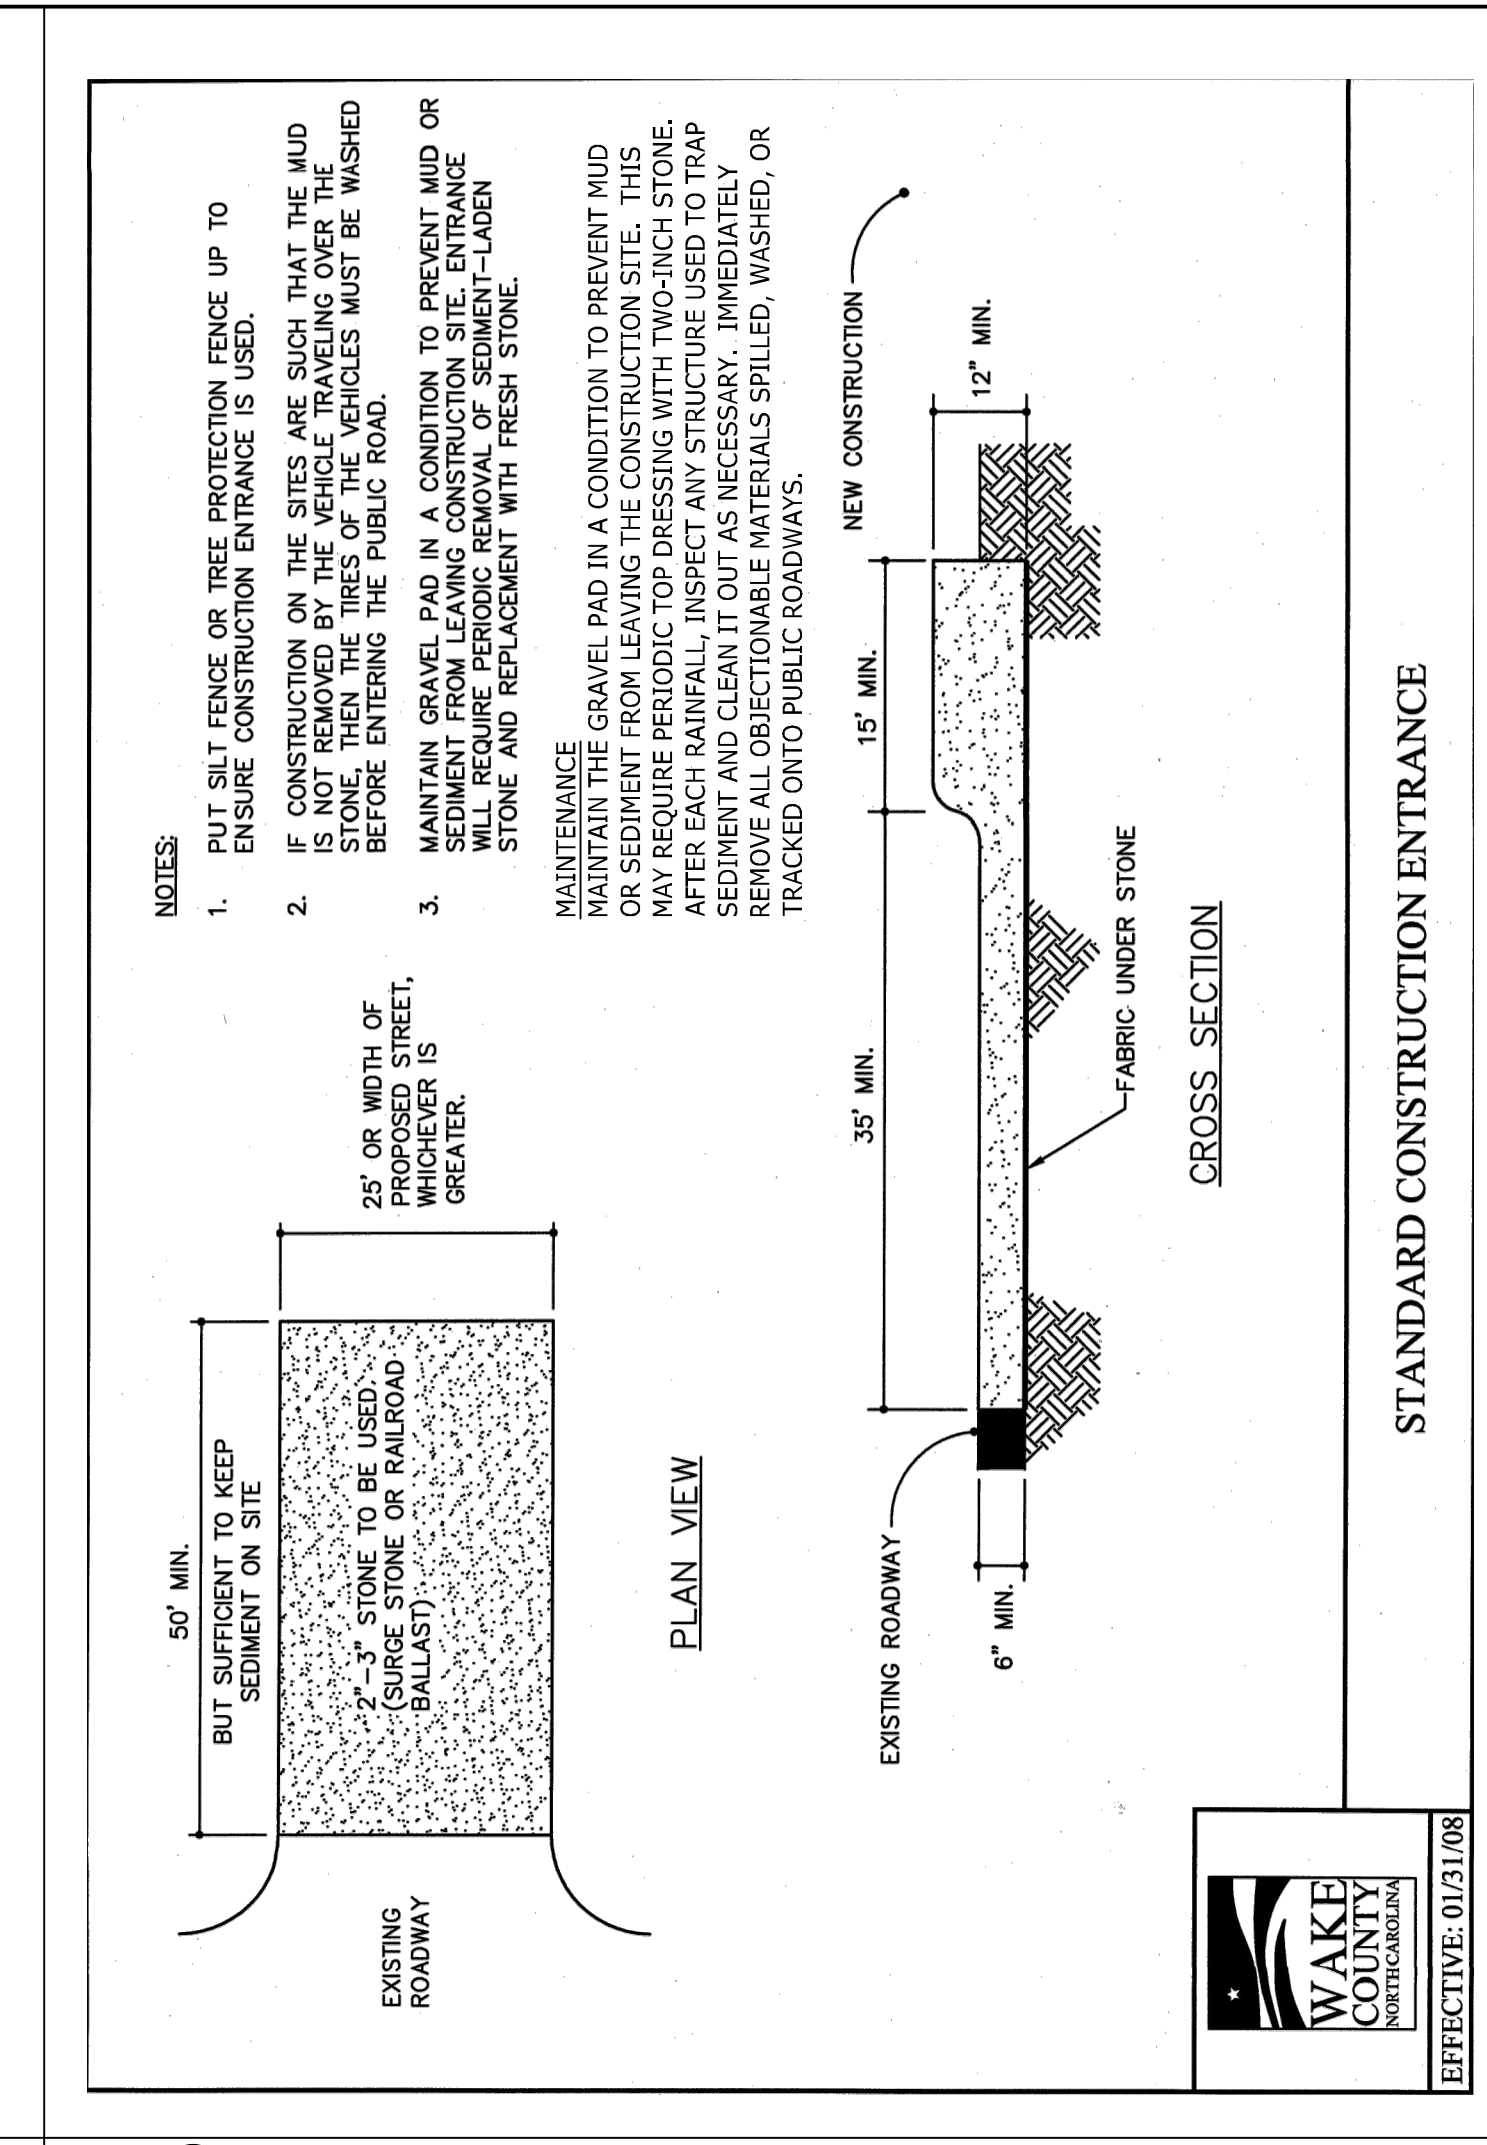 50' MIN.
BUT SUFFICIENT TO KEEP
SEDIMENT ON SITE
2"-3" STONE TO BE USED.
(SURGE STONE OR RAILROAD
BALLAST)
EXISTING
ROADWAY
25' OR WIDTH OF
PROPOSED STREET,
WHICHEVER IS
GREATER.
PLAN VIEW
NOTES:
1. PUT SILT FENCE OR TREE PROTECTION FENCE UP TO
ENSURE CONSTRUCTION ENTRANCE IS USED.
2. IF CONSTRUCTION ON THE SITES ARE SUCH THAT THE MUD
IS NOT REMOVED BY THE VEHICLE TRAVELING OVER THE
STONE, THEN THE TIRES OF THE VEHICLES MUST BE WASHED
BEFORE ENTERING THE PUBLIC ROAD.
3. MAINTAIN GRAVEL PAD IN A CONDITION TO PREVENT MUD OR
SEDIMENT FROM LEAVING CONSTRUCTION SITE. ENTRANCE
WILL REQUIRE PERIODIC REMOVAL OF SEDIMENT-LADEN
STONE AND REPLACEMENT WITH FRESH STONE.
MAINTENANCE
MAINTAIN THE GRAVEL PAD IN A CONDITION TO PREVENT MUD
OR SEDIMENT FROM LEAVING THE CONSTRUCTION SITE. THIS
MAY REQUIRE PERIODIC TOP DRESSING WITH TWO-INCH STONE.
AFTER EACH RAINFALL, INSPECT ANY STRUCTURE USED TO TRAP
SEDIMENT AND CLEAN IT OUT AS NECESSARY. IMMEDIATELY
REMOVE ALL OBJECTIONABLE MATERIALS SPILLED, WASHED, OR
TRACKED ONTO PUBLIC ROADWAYS.
EXISTING ROADWAY
6" MIN.
35' MIN.
15' MIN.
NEW CONSTRUCTION
12" MIN.
FABRIC UNDER STONE
CROSS SECTION
WAKE
COUNTY
NORTH CAROLINA
EFFECTIVE: 01/31/08
STANDARD CONSTRUCTION ENTRANCE